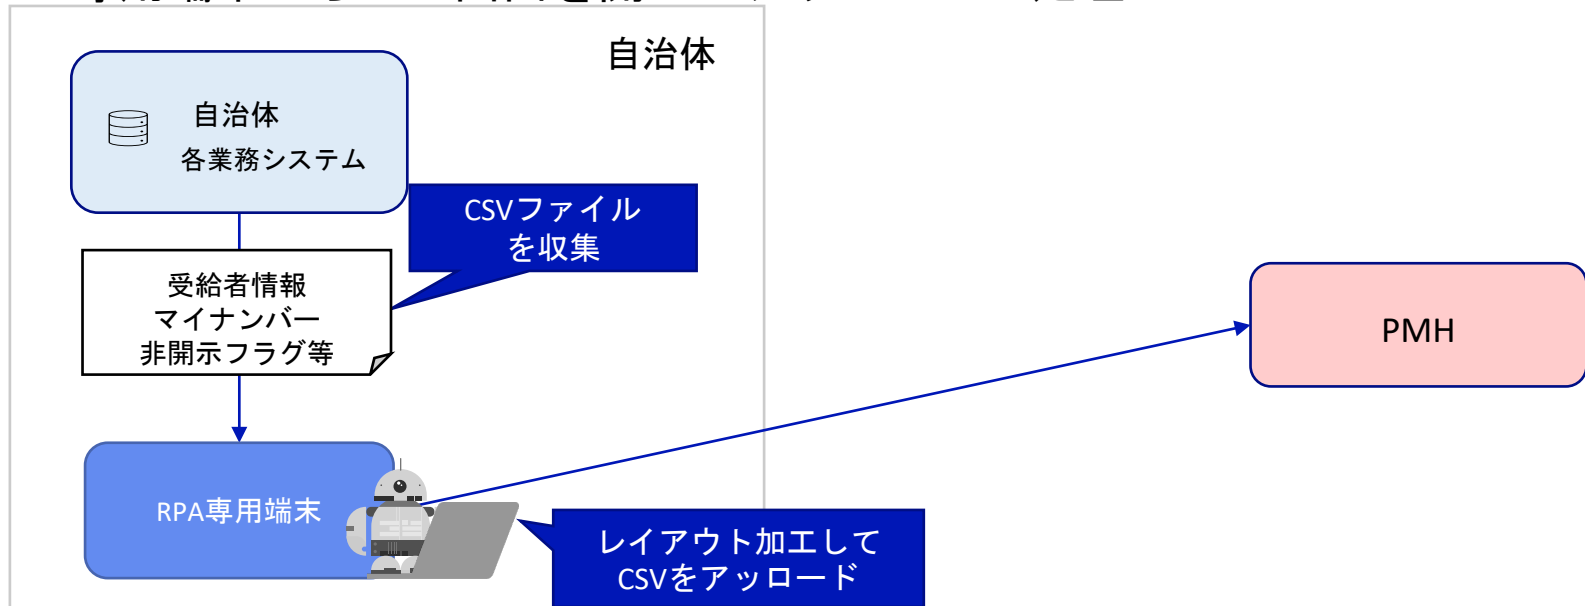 自治体
自治体
各業務システム
CSVファイル
を収集
受給者情報
マイナンバー
非開示フラグ等
PMH
RPA専用端末
レイアウト加工して
CSVをアッロード